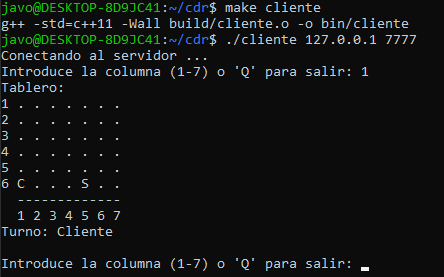 javo@DESKTOP-8D9JC41:~/cdr$ make cliente
g++ -std=c++11 -Wall build/cliente.o -o bin/cliente
javo@DESKTOP-8D9JC41:~/cdr$ ./cliente 127.0.0.1 7777
Conectando al servidor ...
Introduce la columna (1-7) o 'Q' para salir: 1
Tablero:
1 . . . . . . .
2 . . . . . . .
3 . . . . . . .
4 . . . . . . .
5 . . . . . . .
6 C . . . S . .
  -------------
  1 2 3 4 5 6 7
Turno: Cliente
Introduce la columna (1-7) o 'Q' para salir: